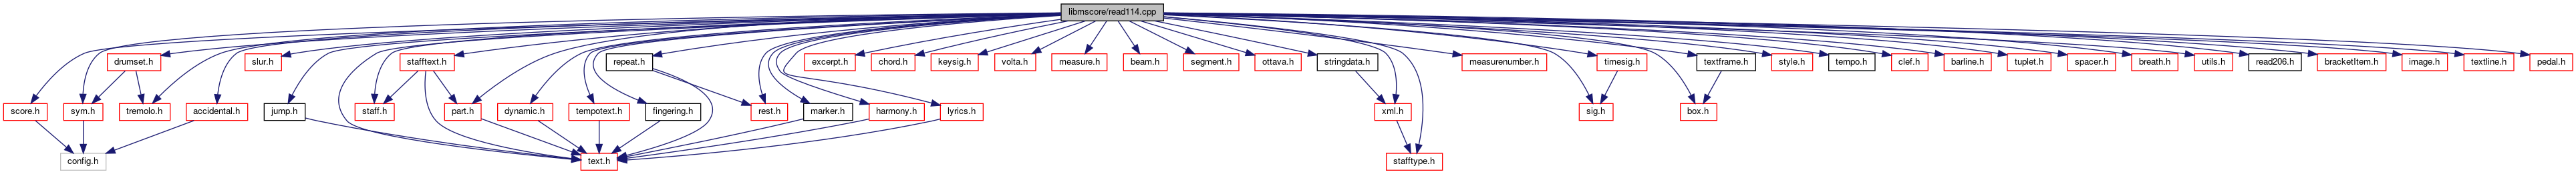 libmscore/read114.cpp
drumset.h
slur.h
stafftext.h
repeat.h
excerpt.h
chord.h
keysig.h
volta.h
measure.h
beam.h
segment.h
ottava.h
stringdata.h
measurenumber.h
timesig.h
textframe.h
style.h
tempo.h
clef.h
barline.h
tuplet.h
spacer.h
breath.h
utils.h
read206.h
bracketItem.h
image.h
textline.h
pedal.h
score.h
sym.h
tremolo.h
accidental.h
jump.h
staff.h
part.h
dynamic.h
tempotext.h
fingering.h
rest.h
marker.h
harmony.h
lyrics.h
xml.h
sig.h
box.h
config.h
text.h
stafftype.h